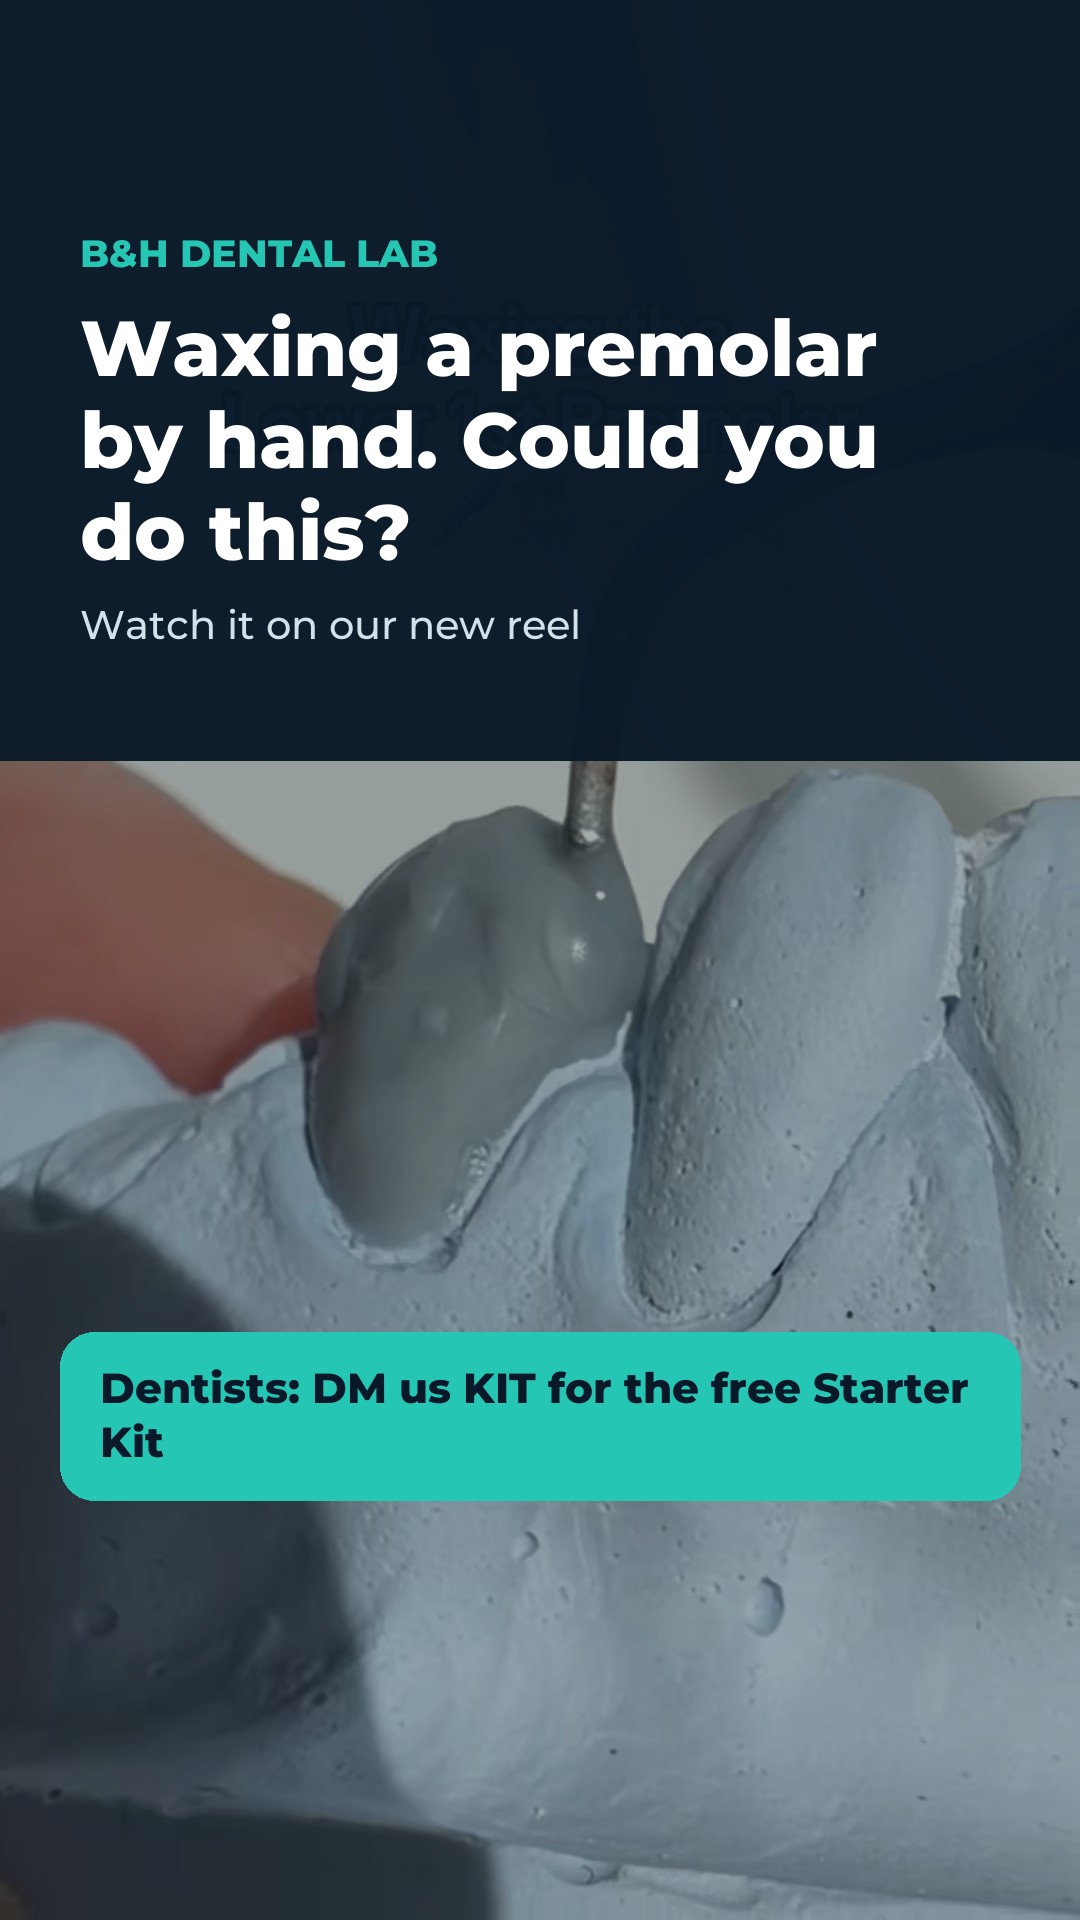 B&H DENTAL LAB
Waxing a premolar
by hand. Could you
do this?
Watch it on our new reel
Dentists: DM us KIT for the free Starter
Kit